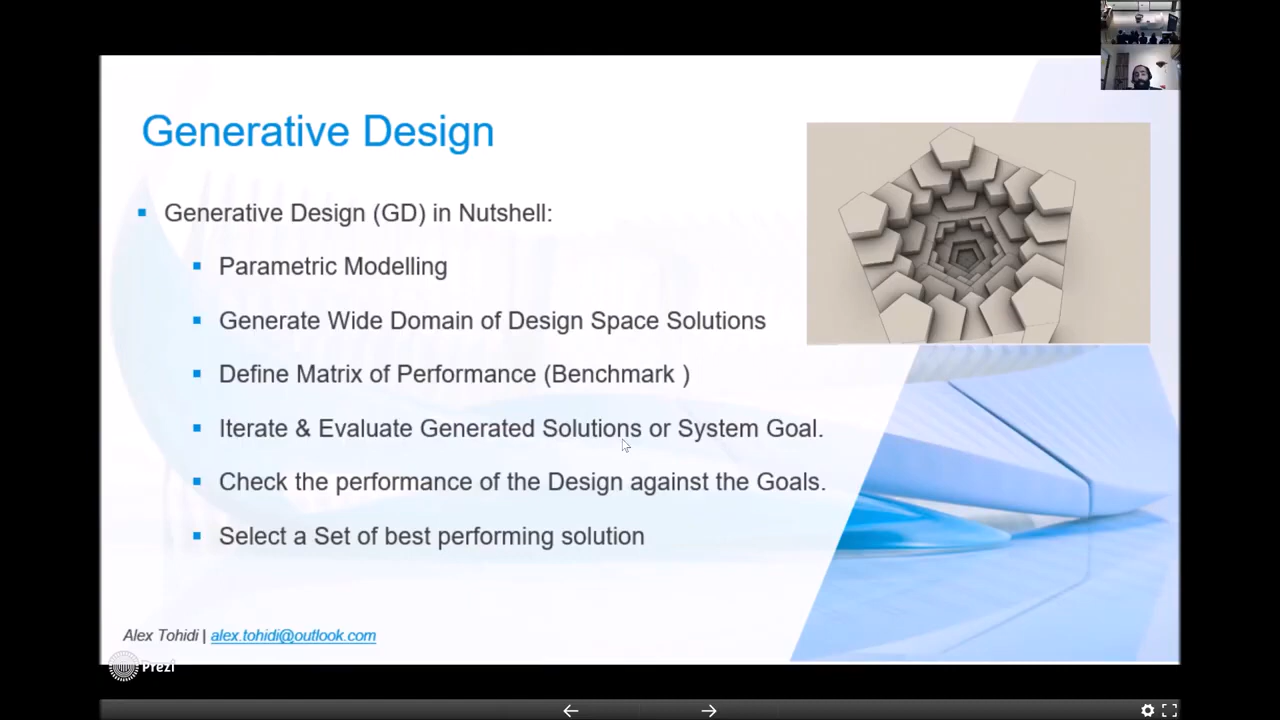 Generative Design
Generative Design (GD) in Nutshell:
Parametric Modelling
Generate Wide Domain of Design Space Solutions
Define Matrix of Performance (Benchmark )
Iterate & Evaluate Generated Solutions or System Goal.
Check the performance of the Design against the Goals.
Select a Set of best performing solution
Alex Tohidi | alex.tohidi@outlook.com
Prezi